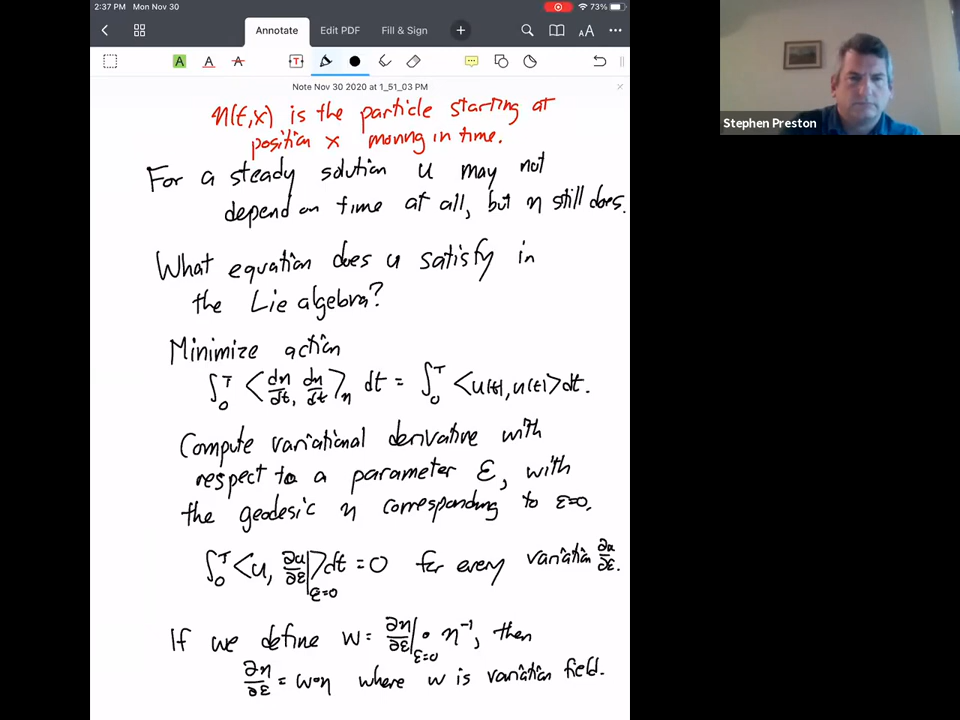 2:37 PM Mon Nov 30
73%
Annotate Edit PDF Fill & Sign
Note Nov 30 2020 at 1_51_03 PM
η(t,x) is the particle starting at
position x moving in time.
For a steady solution u may not
depend on time at all, but η still does.
What equation does u satisfy in
the Lie algebra?
Minimize action
∫₀ᵀ ⟨dη/dt, dη/dt⟩_η dt = ∫₀ᵀ ⟨u(t), u(t)⟩dt.
Compute variational derivative with
respect to a parameter ε, with
the geodesic η corresponding to ε=0.
∫₀ᵀ ⟨u, ∂u/∂ε|_ε=0⟩dt = 0 for every variation ∂u/∂ε.
If we define w = ∂η/∂ε|_ε=0 ∘ η⁻¹, then
∂η/∂ε = w∘η where w is variation field.
Stephen Preston